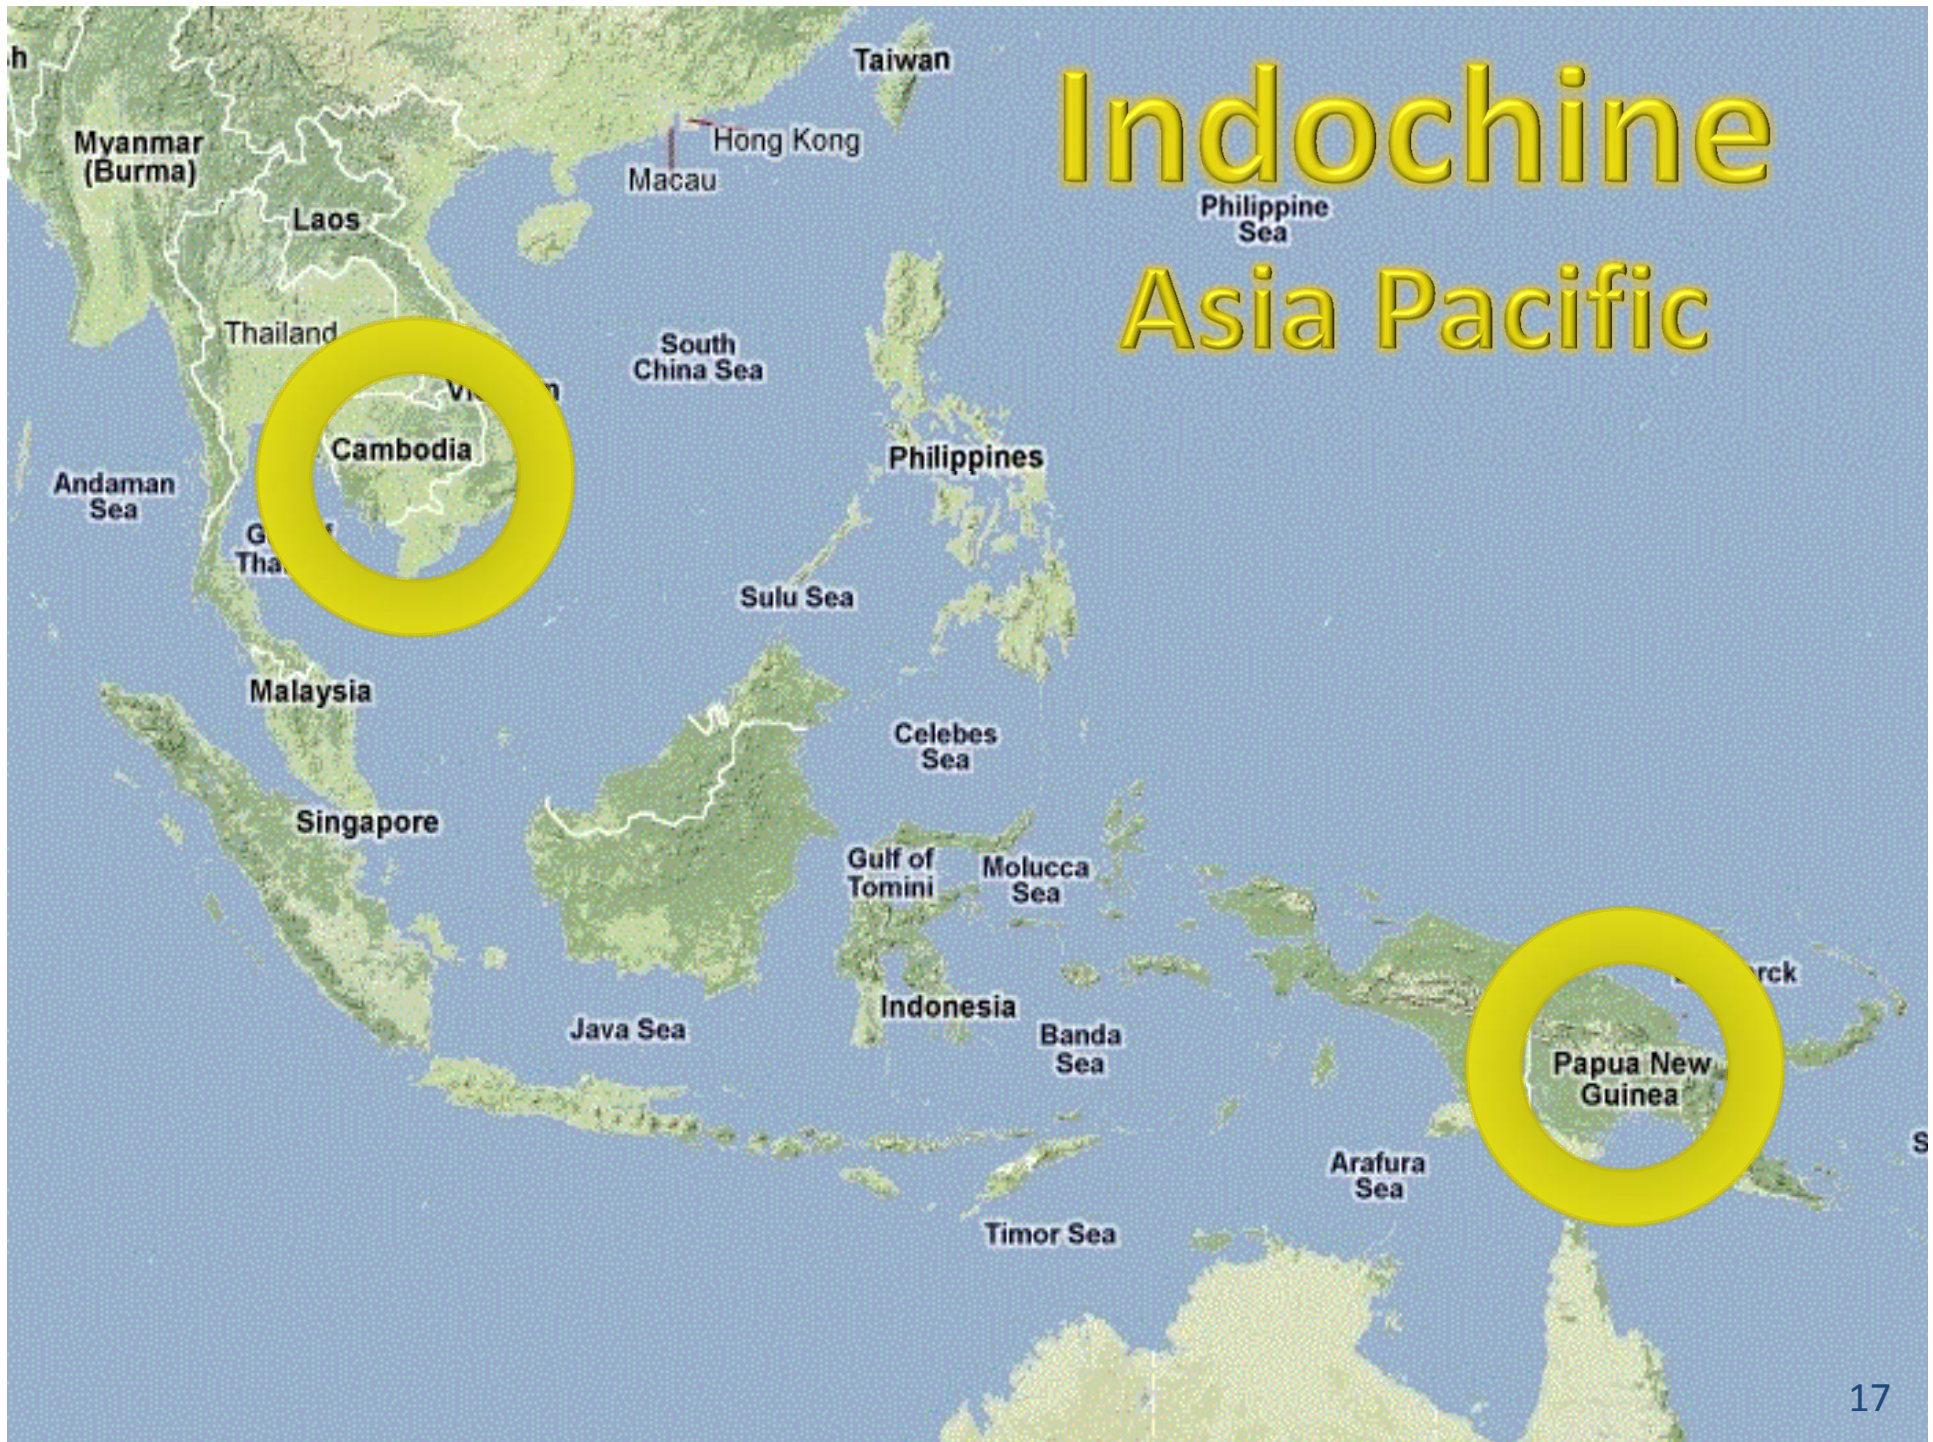 Indochine
Asia Pacific
Taiwan
Hong Kong
Macau
Myanmar
(Burma)
Laos
Philippine
Sea
Thailand
South
China Sea
Cambodia
Philippines
Andaman
Sea
Sulu Sea
Malaysia
Celebes
Sea
Singapore
Gulf of
Tomini
Molucca
Sea
Indonesia
Java Sea
Banda
Sea
Papua New
Guinea
Arafura
Sea
Timor Sea
17